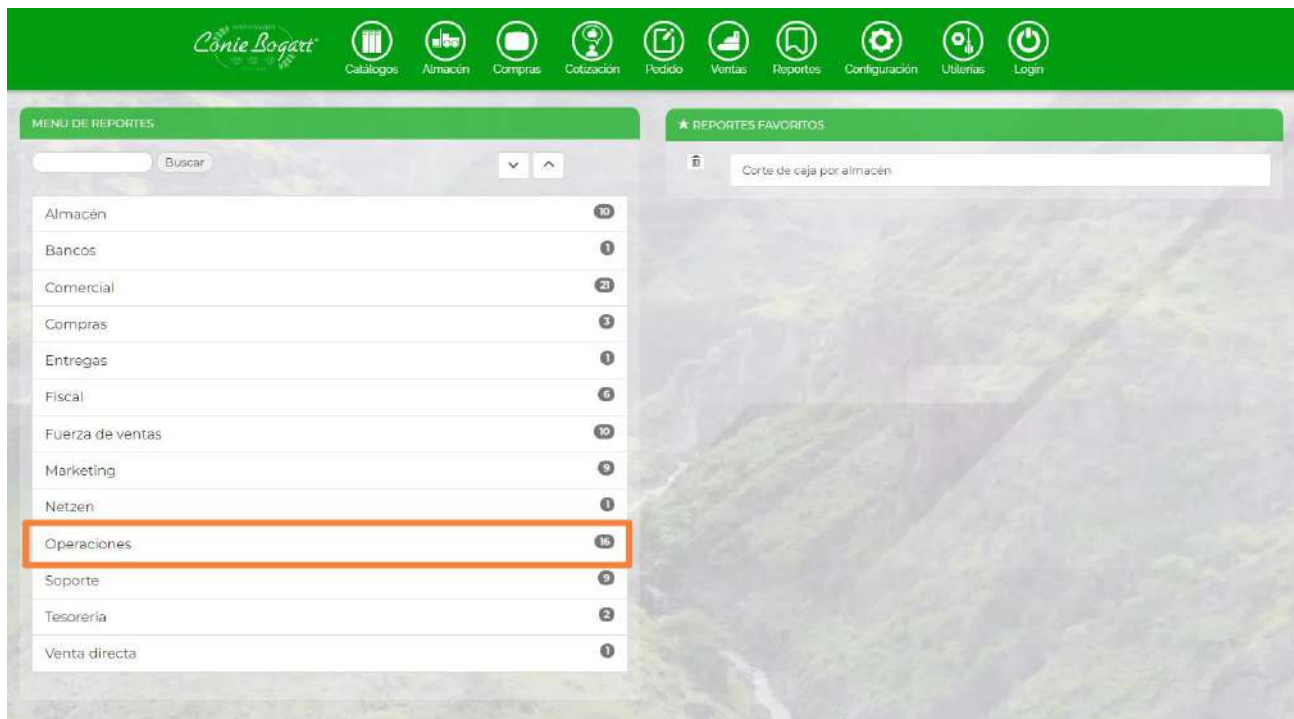 Cönie Bogart
Catálogos Almacén Compras Cotización Pedido Ventas Reportes Configuración Utilerías Login
MENU DE REPORTES
Buscar
Almacén 10
Bancos 1
Comercial 21
Compras 3
Entregas 1
Fiscal 6
Fuerza de ventas 10
Marketing 9
Netzen 1
Operaciones 16
Soporte 9
Tesorería 2
Venta directa 1
★ REPORTES FAVORITOS
Corte de caja por almacén